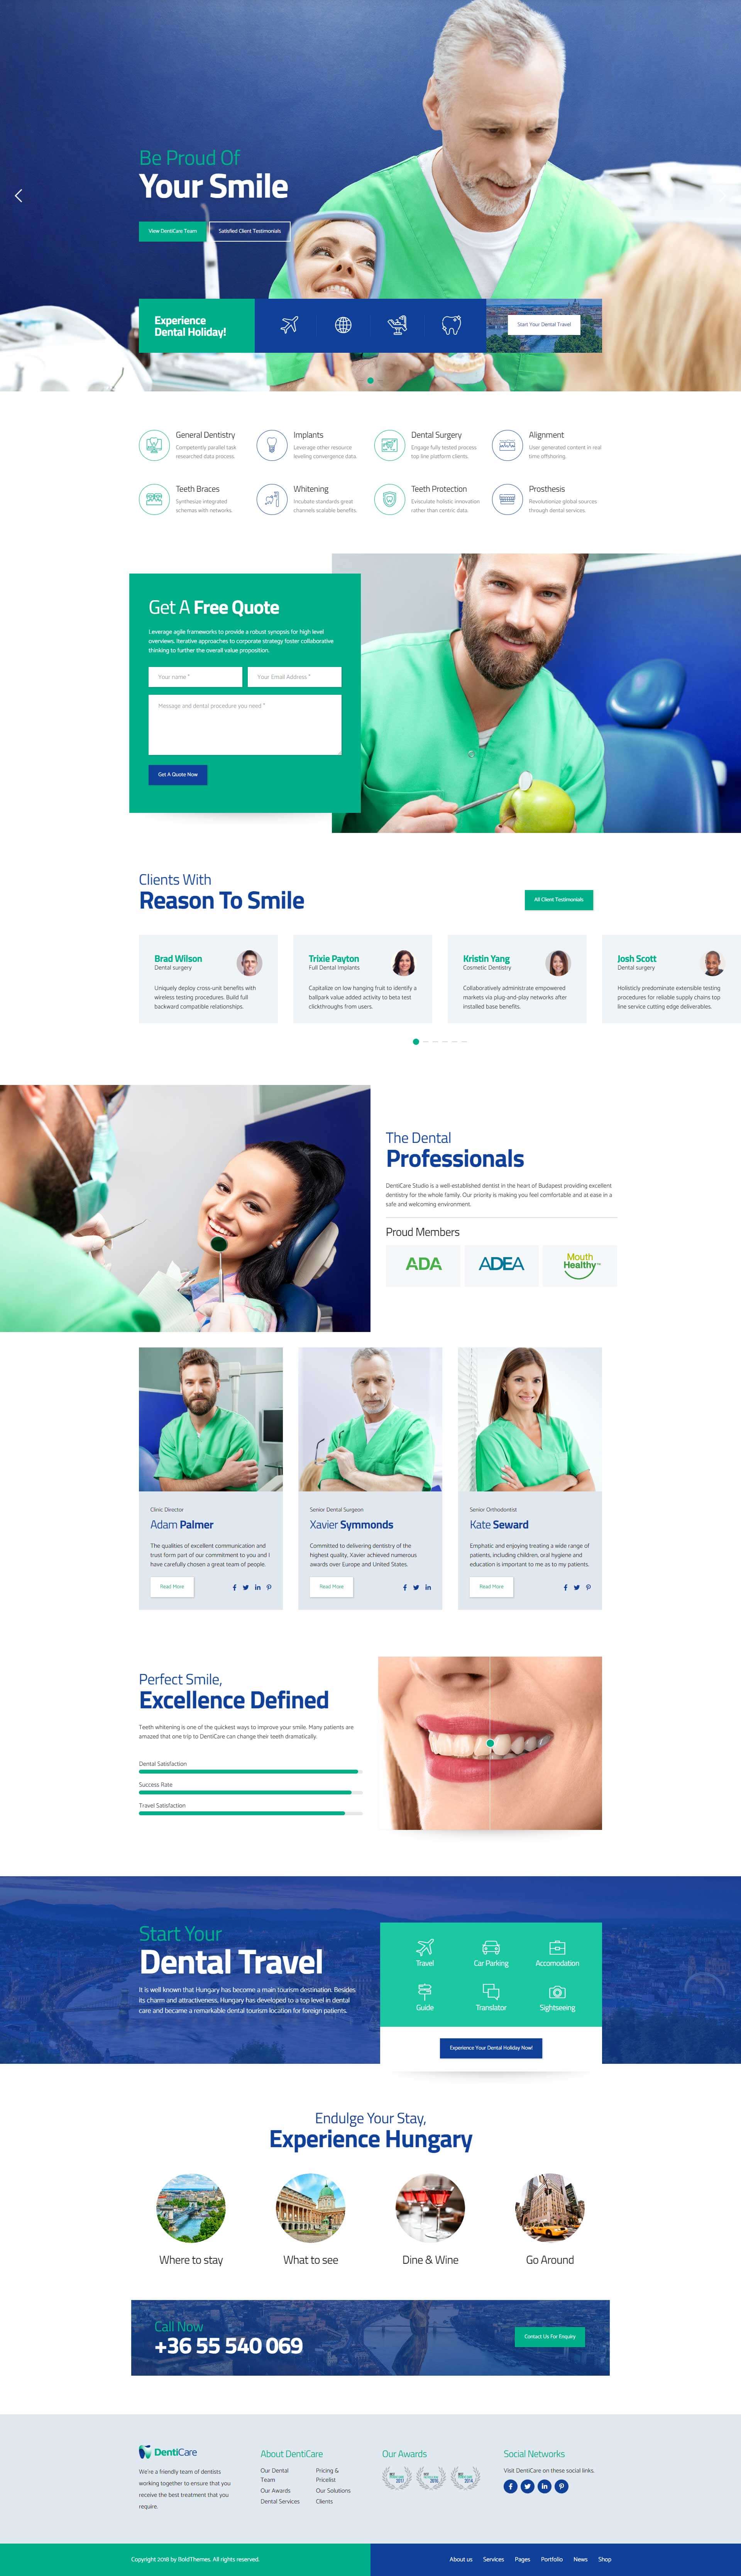 Be Proud Of
Your Smile
View DentiCare Team
Satisfied Client Testimonials
Experience
Dental Holiday!
Start Your Dental Travel
General Dentistry
Competently parallel task
researched data process.
Implants
Leverage other resource
leveling convergence data.
Dental Surgery
Engage fully tested process
top line platform clients.
Alignment
User generated content in real
time offshoring.
Teeth Braces
Synthesize integrated
schemas with networks.
Whitening
Incubate standards great
channels scalable benefits.
Teeth Protection
Evisculate holistic innovation
rather than centric data.
Prosthesis
Revolutionize global sources
through dental services.
Get A Free Quote
Leverage agile frameworks to provide a robust synopsis for high level
overviews. Iterative approaches to corporate strategy foster collaborative
thinking to further the overall value proposition.
Your name *
Your Email Address *
Message and dental procedure you need *
Get A Quote Now
Clients With
Reason To Smile
All Client Testimonials
Brad Wilson
Dental surgery
Uniquely deploy cross-unit benefits with
wireless testing procedures. Build full
backward compatible relationships.
Trixie Payton
Full Dental Implants
Capitalize on low hanging fruit to identify a
ballpark value added activity to beta test
clickthroughs from quality.
Kristin Yang
Cosmetic Dentistry
Collaboratively administrate empowered
markets via plug-and-play networks after
installed base benefits.
Josh Scott
Dental surgery
Holisticly predominate extensible testing
procedures for reliable supply chains top
line service cutting edge deliverables.
The Dental
Professionals
DentiCare Studio is a well-established dentist in the heart of Budapest providing excellent
dentistry for the whole family. Our priority is making you feel comfortable and at ease in a
safe and welcoming environment.
Proud Members
ADA
ADEA
Mouth
Healthy™
Clinic Director
Adam Palmer
The qualities of excellent communication and
trust form part of our commitment to you and I
have carefully chosen a great team of people.
Read More
Senior Dental Surgeon
Xavier Symmonds
Committed to delivering dentistry of the
highest quality, Xavier achieved numerous
awards over Europe and United States.
Read More
Senior Orthodontist
Kate Seward
Emphatic and enjoying treating a wide range of
patients, including children, oral hygiene and
education is important to me as to my patients.
Read More
Perfect Smile,
Excellence Defined
Teeth whitening is one of the quickest ways to improve your smile. Many patients are
amazed that one trip to DentiCare can change their teeth dramatically.
Dental Satisfaction
Success Rate
Travel Satisfaction
Start Your
Dental Travel
It is well known that Hungary has become a main tourism destination. Besides
its charm and attractiveness, Hungary has developed to a top level in dental
care and became a remarkable dental tourism location for foreign patients.
Travel
Car Parking
Accomodation
Guide
Translator
Sightseeing
Experience Your Dental Holiday Now!
Endulge Your Stay,
Experience Hungary
Where to stay
What to see
Dine & Wine
Go Around
Call Now
+36 55 540 069
Contact Us For Enquiry
DentiCare
We're a friendly team of dentists
working together to ensure that you
receive the best treatment that you
require.
About DentiCare
Our Dental
Team
Our Awards
Dental Services
Pricing &
Pricelist
Our Solutions
Clients
Our Awards
2017
2016
2014
Social Networks
Visit DentiCare on these social links.
Copyright 2018 by BoldThemes. All rights reserved.
About us
Services
Pages
Portfolio
News
Shop